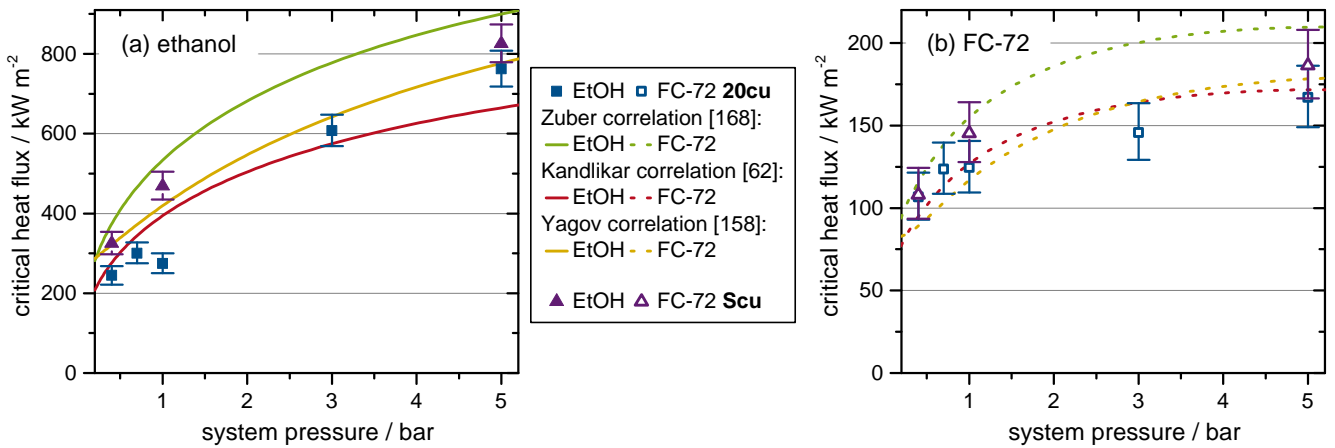 (a) ethanol
critical heat flux / kW m-2
800
600
400
200
0
1 2 3 4 5
system pressure / bar
EtOH FC-72 20cu
Zuber correlation [168]:
EtOH FC-72
Kandlikar correlation [62]:
EtOH FC-72
Yagov correlation [158]:
EtOH FC-72
EtOH FC-72 Scu
(b) FC-72
critical heat flux / kW m-2
200
150
100
50
0
1 2 3 4 5
system pressure / bar